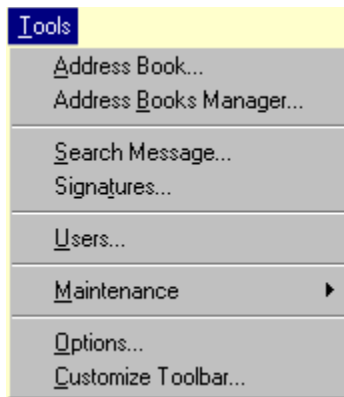 Tools
Address Book...
Address Books Manager...
Search Message...
Signatures...
Users...
Maintenance
Options...
Customize Toolbar...